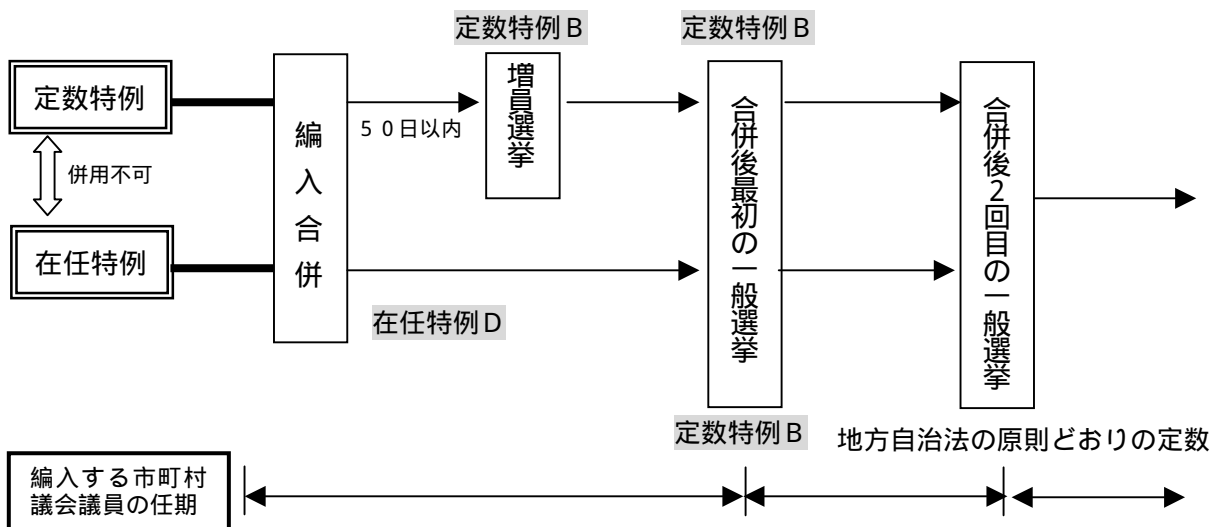 定数特例Ｂ
定数特例Ｂ
定数特例
併用不可
在任特例
編入合併
５０日以内
増員選挙
合併後最初の一般選挙
合併後２回目の一般選挙
在任特例Ｄ
定数特例Ｂ
地方自治法の原則どおりの定数
編入する市町村
議会議員の任期